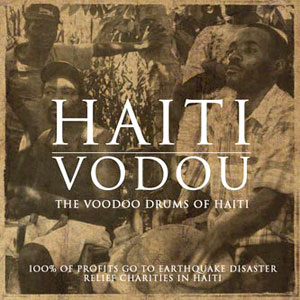 HAITI
VODOU
THE VOODOO DRUMS OF HAITI
100% OF PROFITS GO TO EARTHQUAKE DISASTER
RELIEF CHARITIES IN HAITI